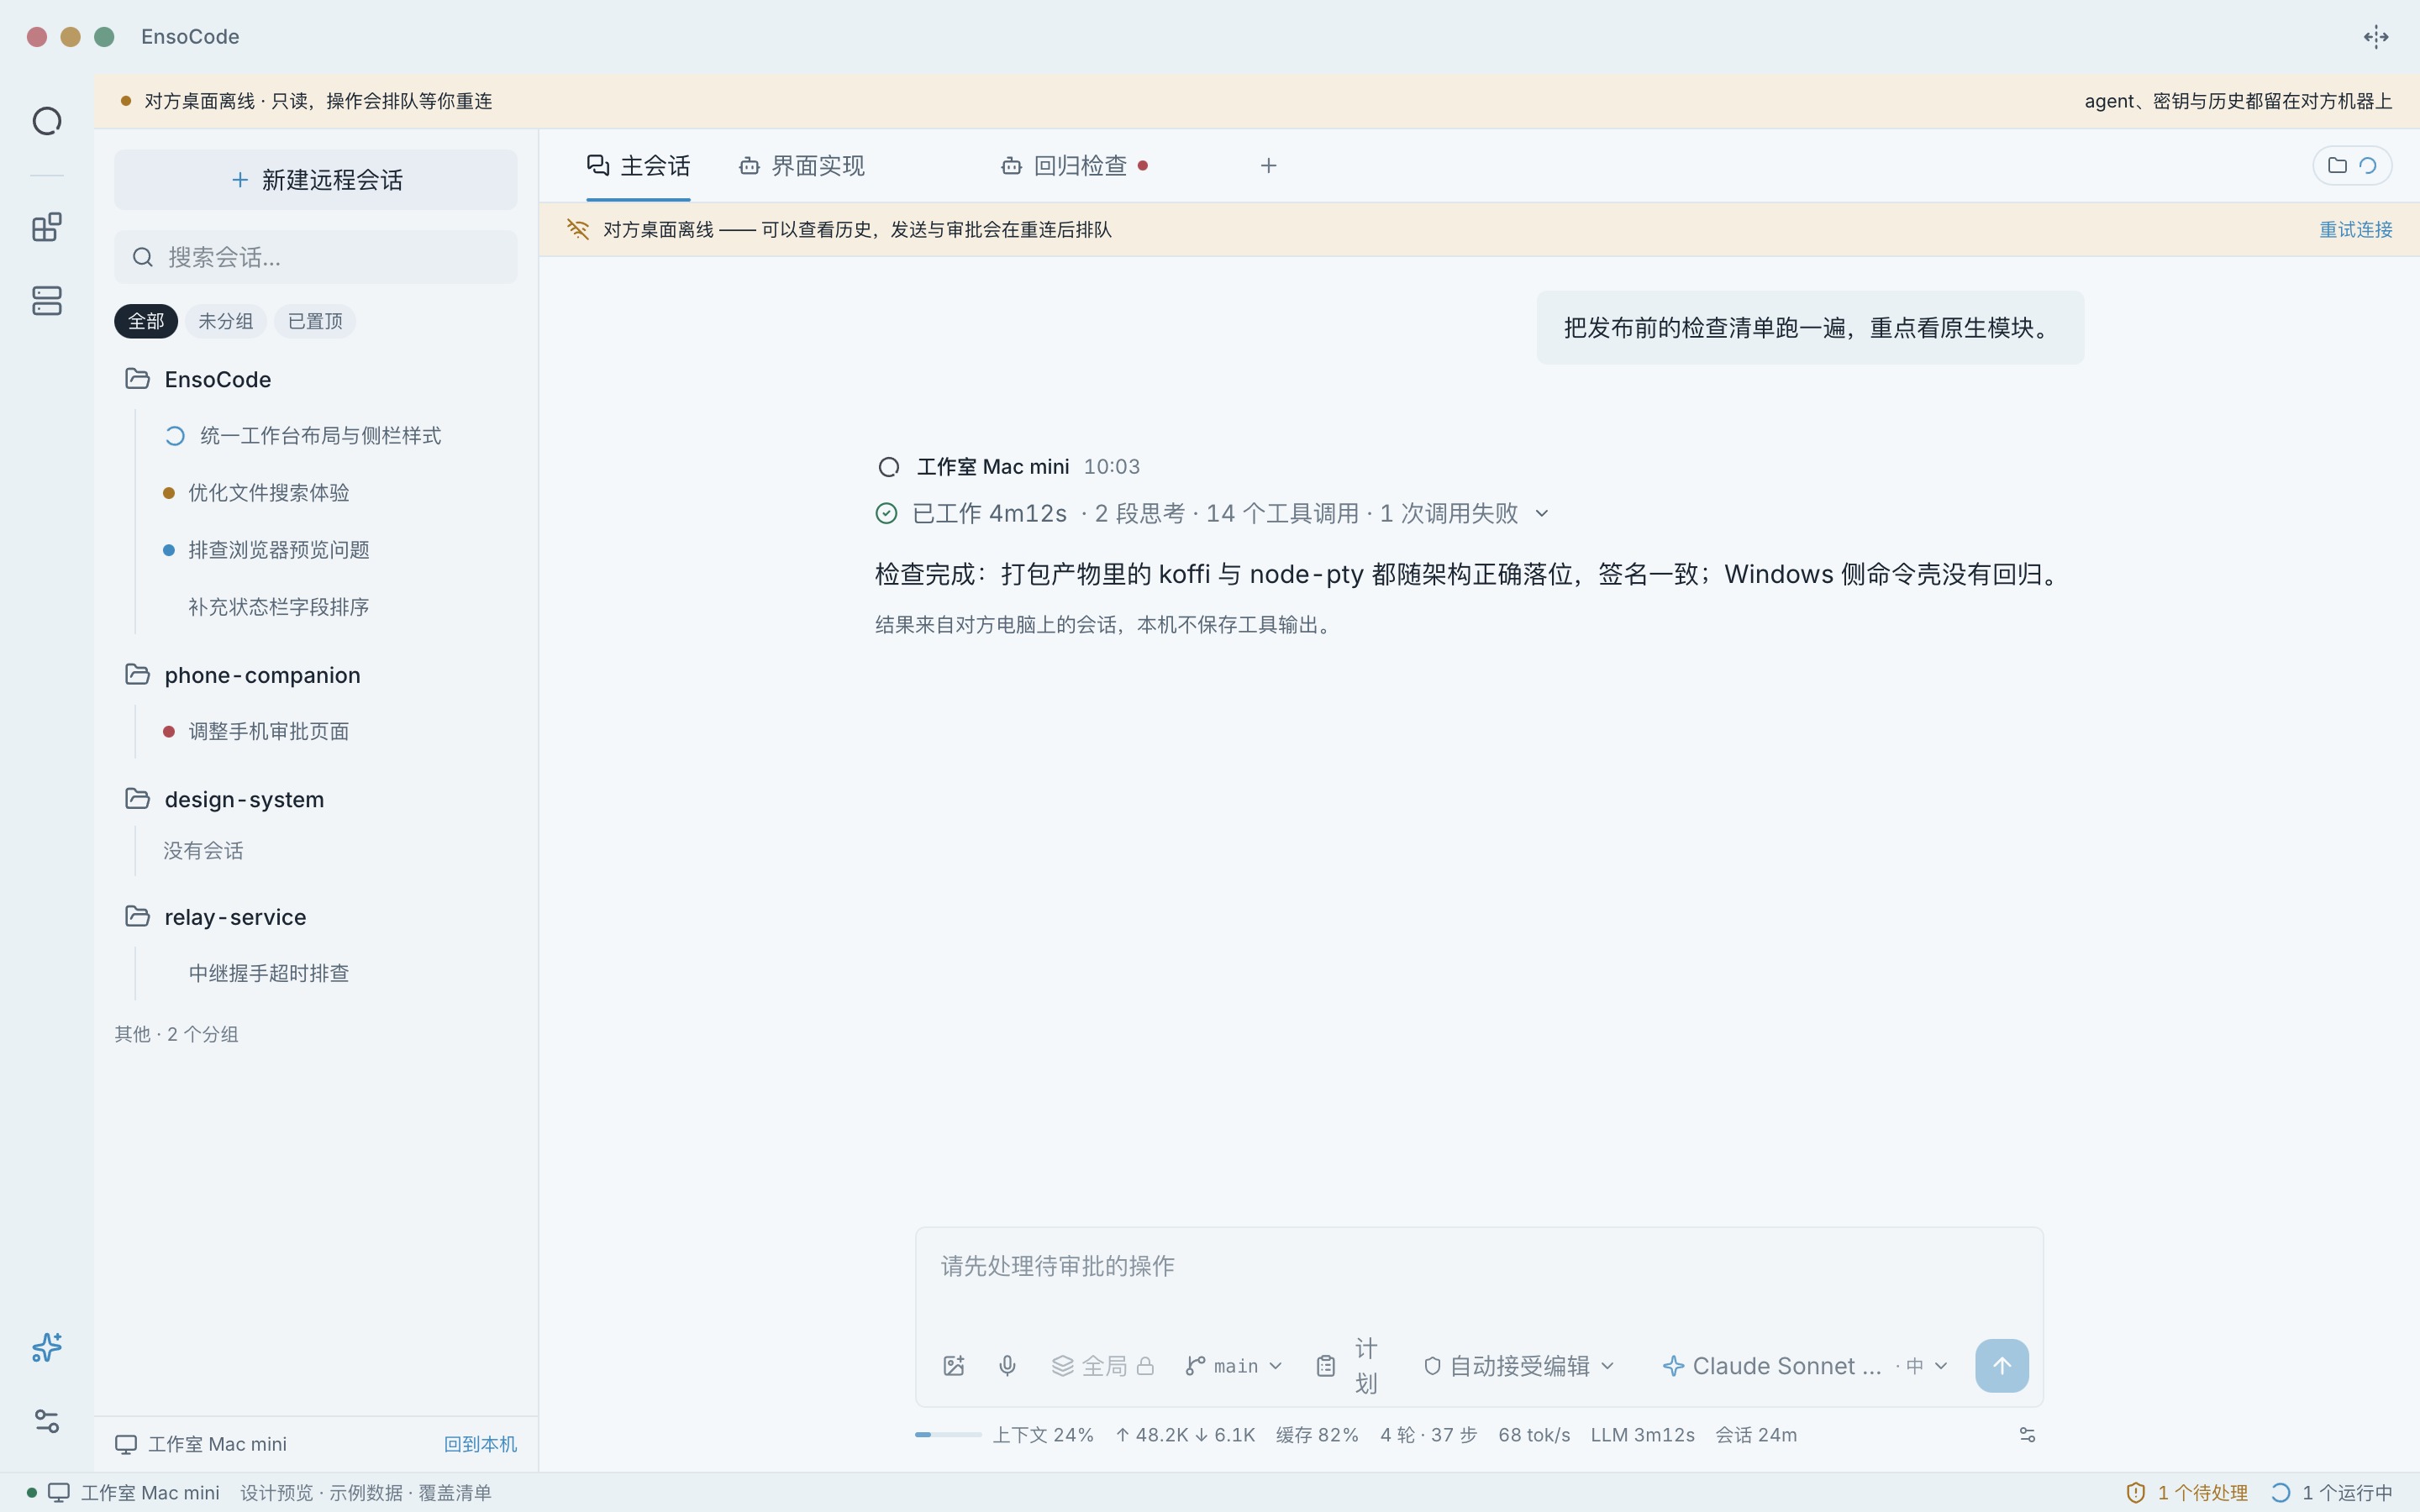 EnsoCode
对方桌面离线 · 只读，操作会排队等你重连
agent、密钥与历史都留在对方机器上
新建远程会话
搜索会话...
全部 未分组 已置顶
EnsoCode
统一工作台布局与侧栏样式
优化文件搜索体验
排查浏览器预览问题
补充状态栏字段排序
phone-companion
调整手机审批页面
design-system
没有会话
relay-service
中继握手超时排查
其他 · 2 个分组
工作室 Mac mini 回到本机
主会话 界面实现 回归检查
对方桌面离线 —— 可以查看历史，发送与审批会在重连后排队 重试连接
把发布前的检查清单跑一遍，重点看原生模块。
工作室 Mac mini 10:03
已工作 4m12s · 2 段思考 · 14 个工具调用 · 1 次调用失败
检查完成：打包产物里的 koffi 与 node-pty 都随架构正确落位，签名一致；Windows 侧命令壳没有回归。
结果来自对方电脑上的会话，本机不保存工具输出。
请先处理待审批的操作
全局 main 计划 自动接受编辑 Claude Sonnet ... · 中
上下文 24% ↑ 48.2K ↓ 6.1K 缓存 82% 4 轮 · 37 步 68 tok/s LLM 3m12s 会话 24m
工作室 Mac mini 设计预览 · 示例数据 · 覆盖清单 1 个待处理 1 个运行中